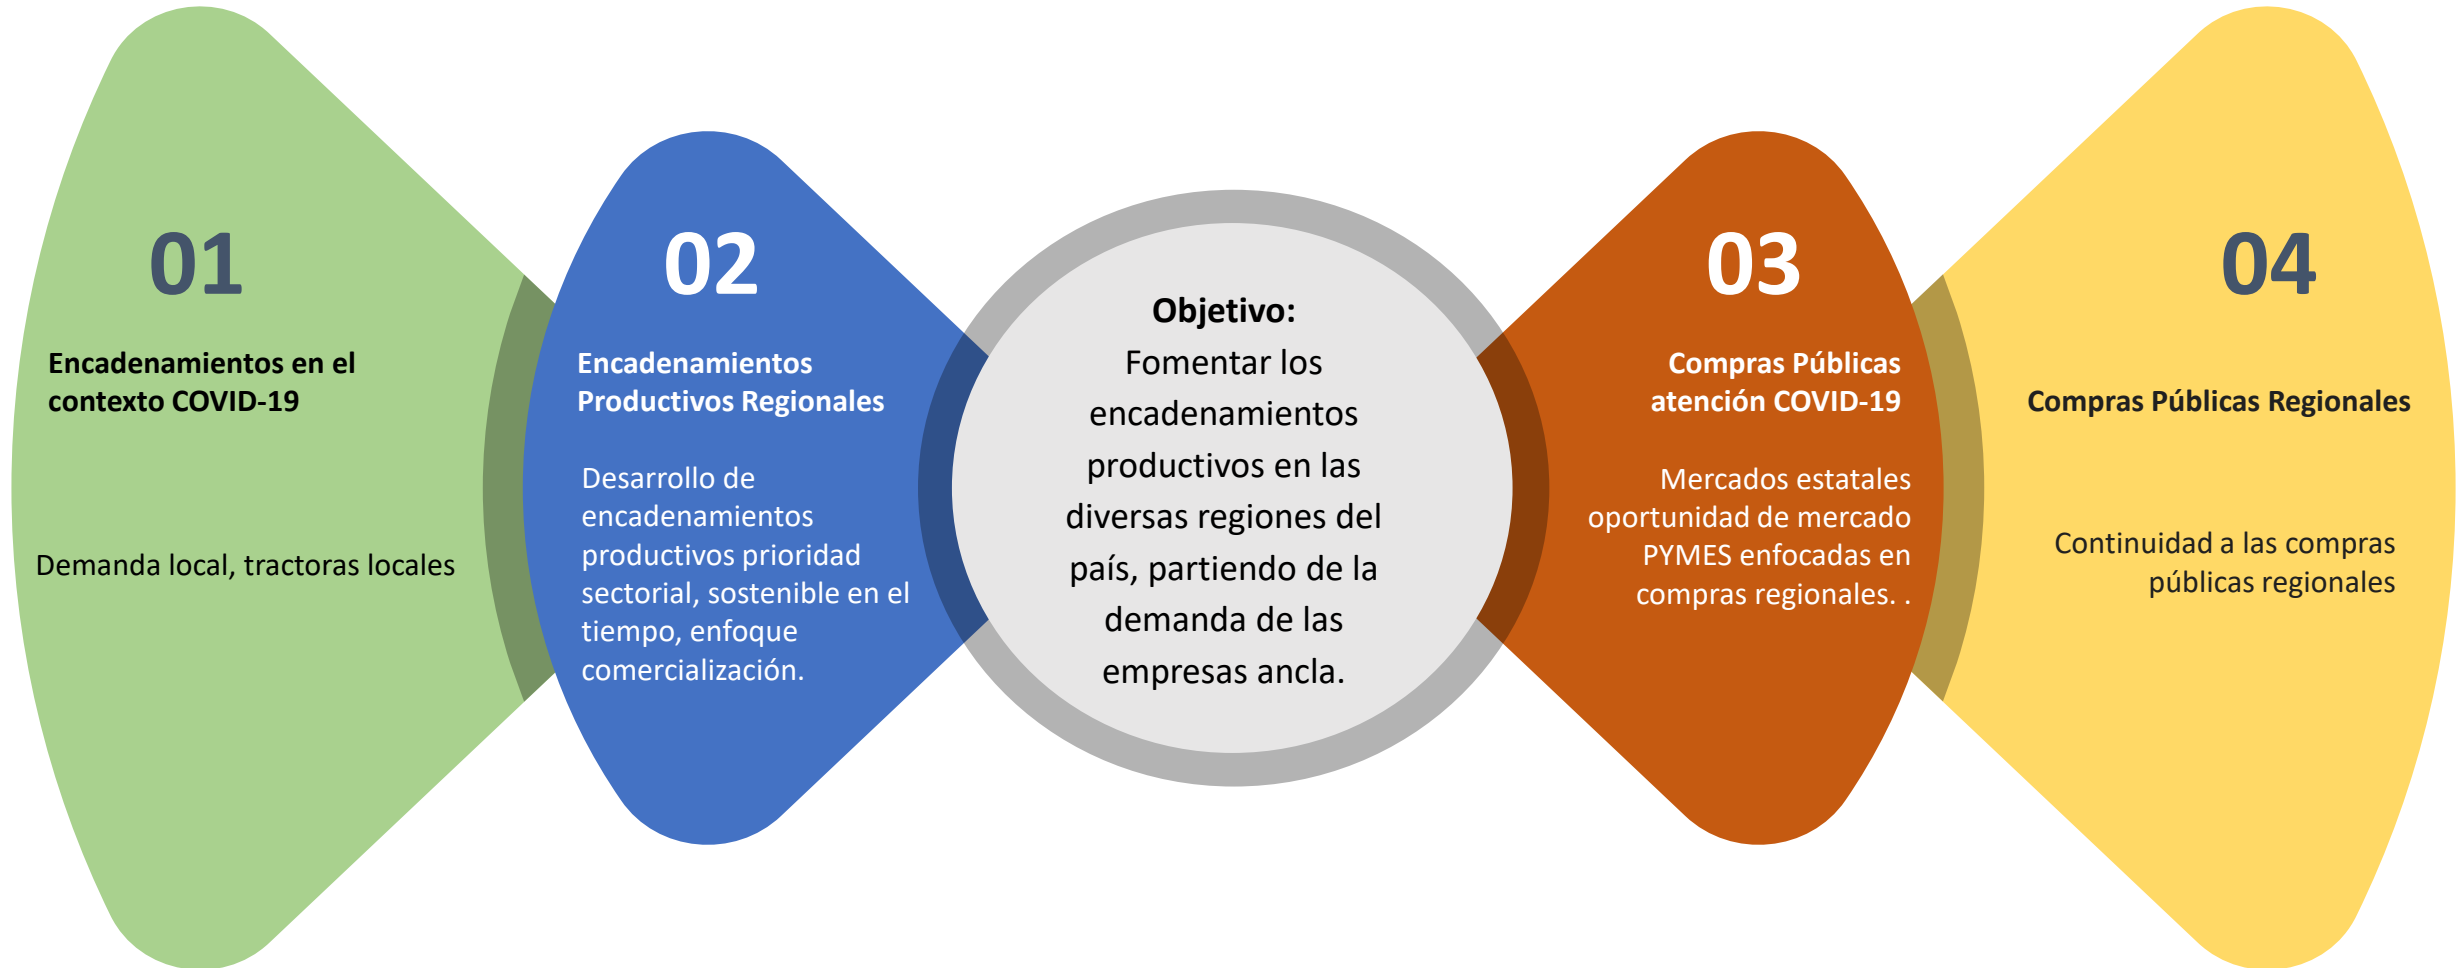 01
Encadenamientos en el
contexto COVID-19
Demanda local, tractoras locales
02
Encadenamientos
Productivos Regionales
Desarrollo de
encadenamientos
productivos prioridad
sectorial, sostenible en el
tiempo, enfoque
comercialización.
Objetivo:
Fomentar los
encadenamientos
productivos en las
diversas regiones del
país, partiendo de la
demanda de las
empresas ancla.
03
Compras Públicas
atención COVID-19
Mercados estatales
oportunidad de mercado
PYMES enfocadas en
compras regionales. .
04
Compras Públicas Regionales
Continuidad a las compras
públicas regionales